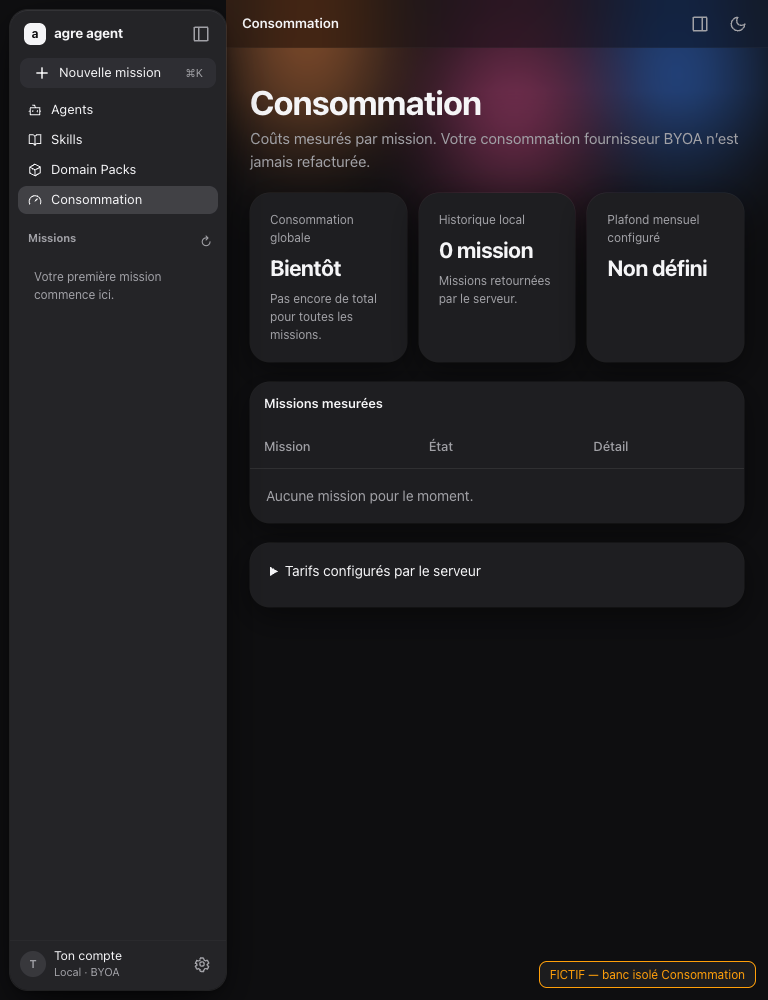 a agre agent
Nouvelle mission ⌘K
Agents
Skills
Domain Packs
Consommation
Missions
Votre première mission
commence ici.
T
Ton compte
Local · BYOA
Consommation
Consommation
Coûts mesurés par mission. Votre consommation fournisseur BYOA n’est
jamais refacturée.
Consommation
globale
Bientôt
Pas encore de total
pour toutes les
missions.
Historique local
0 mission
Missions retournées
par le serveur.
Plafond mensuel
configuré
Non défini
Missions mesurées
Mission État Détail
Aucune mission pour le moment.
Tarifs configurés par le serveur
FICTIF — banc isolé Consommation